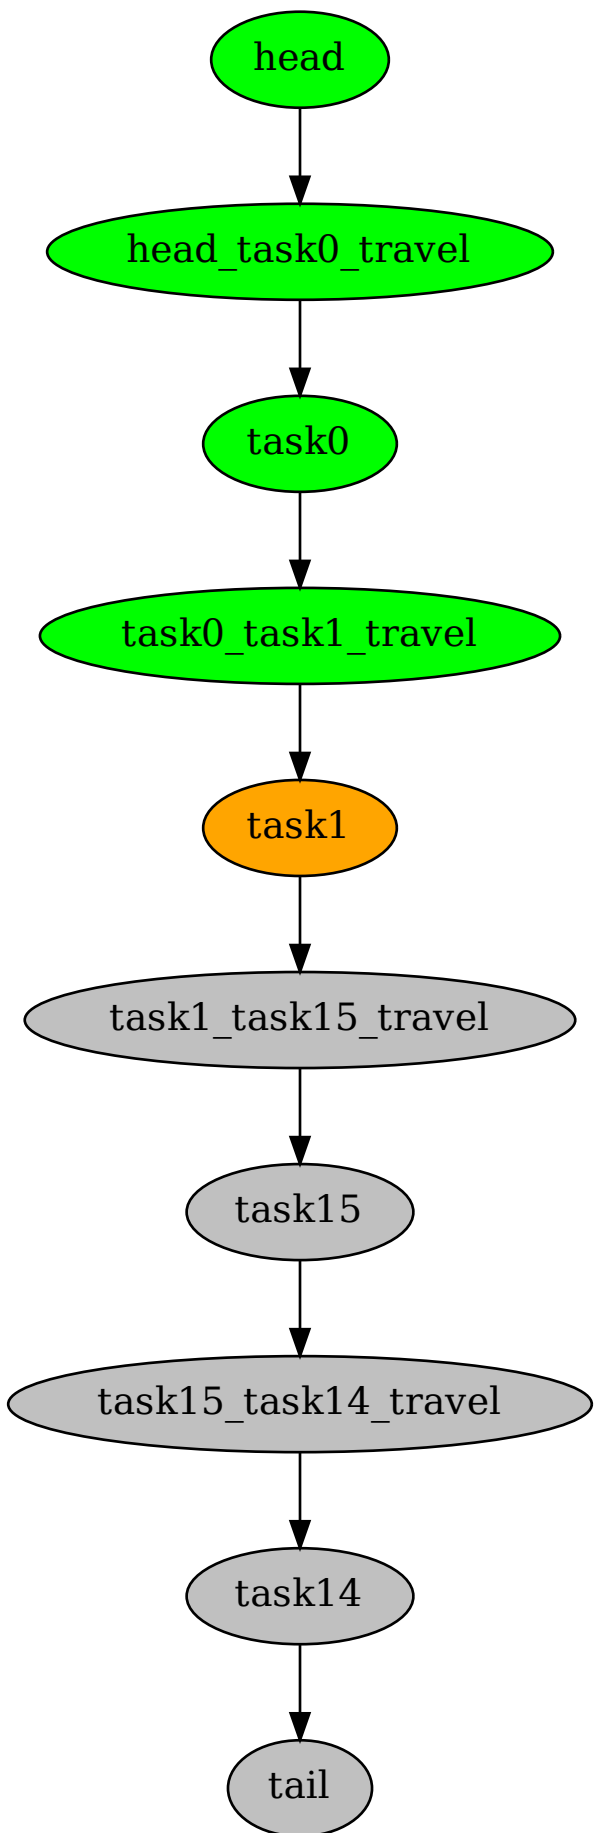 head
head_task0_travel
task0
task0_task1_travel
task1
task1_task15_travel
task15
task15_task14_travel
task14
tail